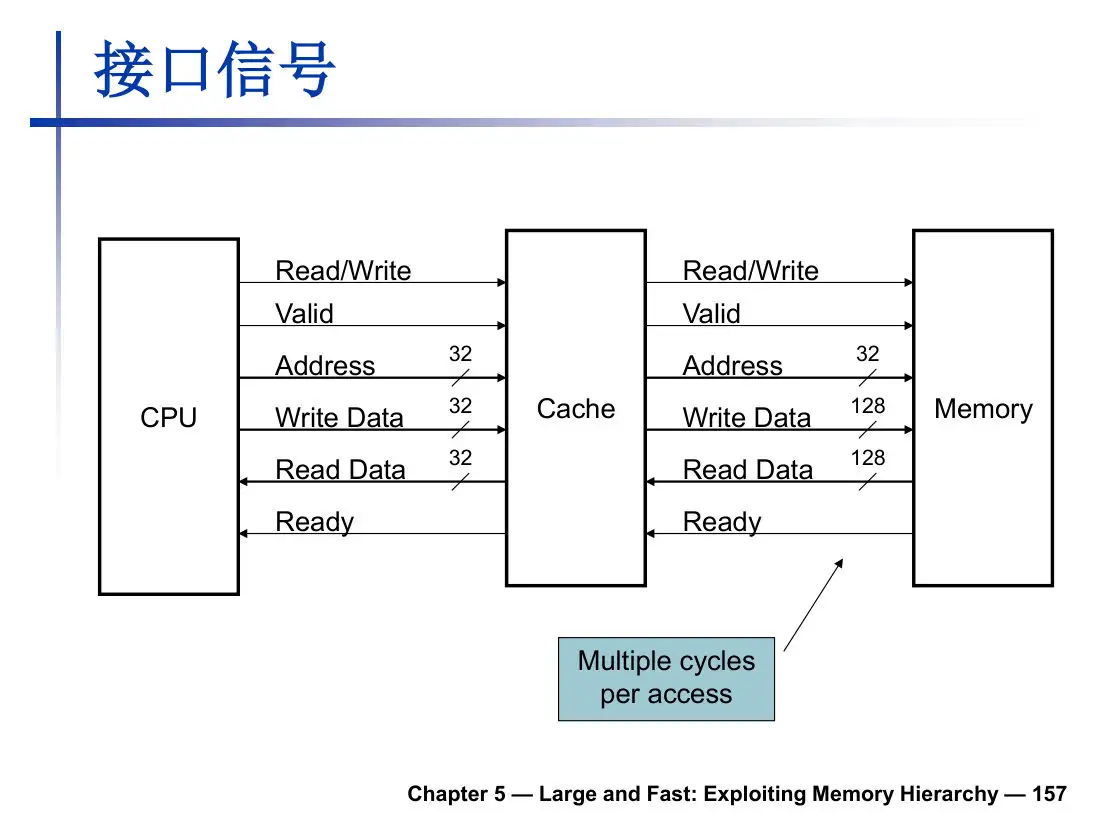 接口信号
Read/Write
Valid
Address 32
Write Data 32
Read Data 32
Ready
CPU
Cache
Read/Write
Valid
Address 32
Write Data 128
Read Data 128
Ready
Memory
Multiple cycles
per access
Chapter 5 — Large and Fast: Exploiting Memory Hierarchy — 157